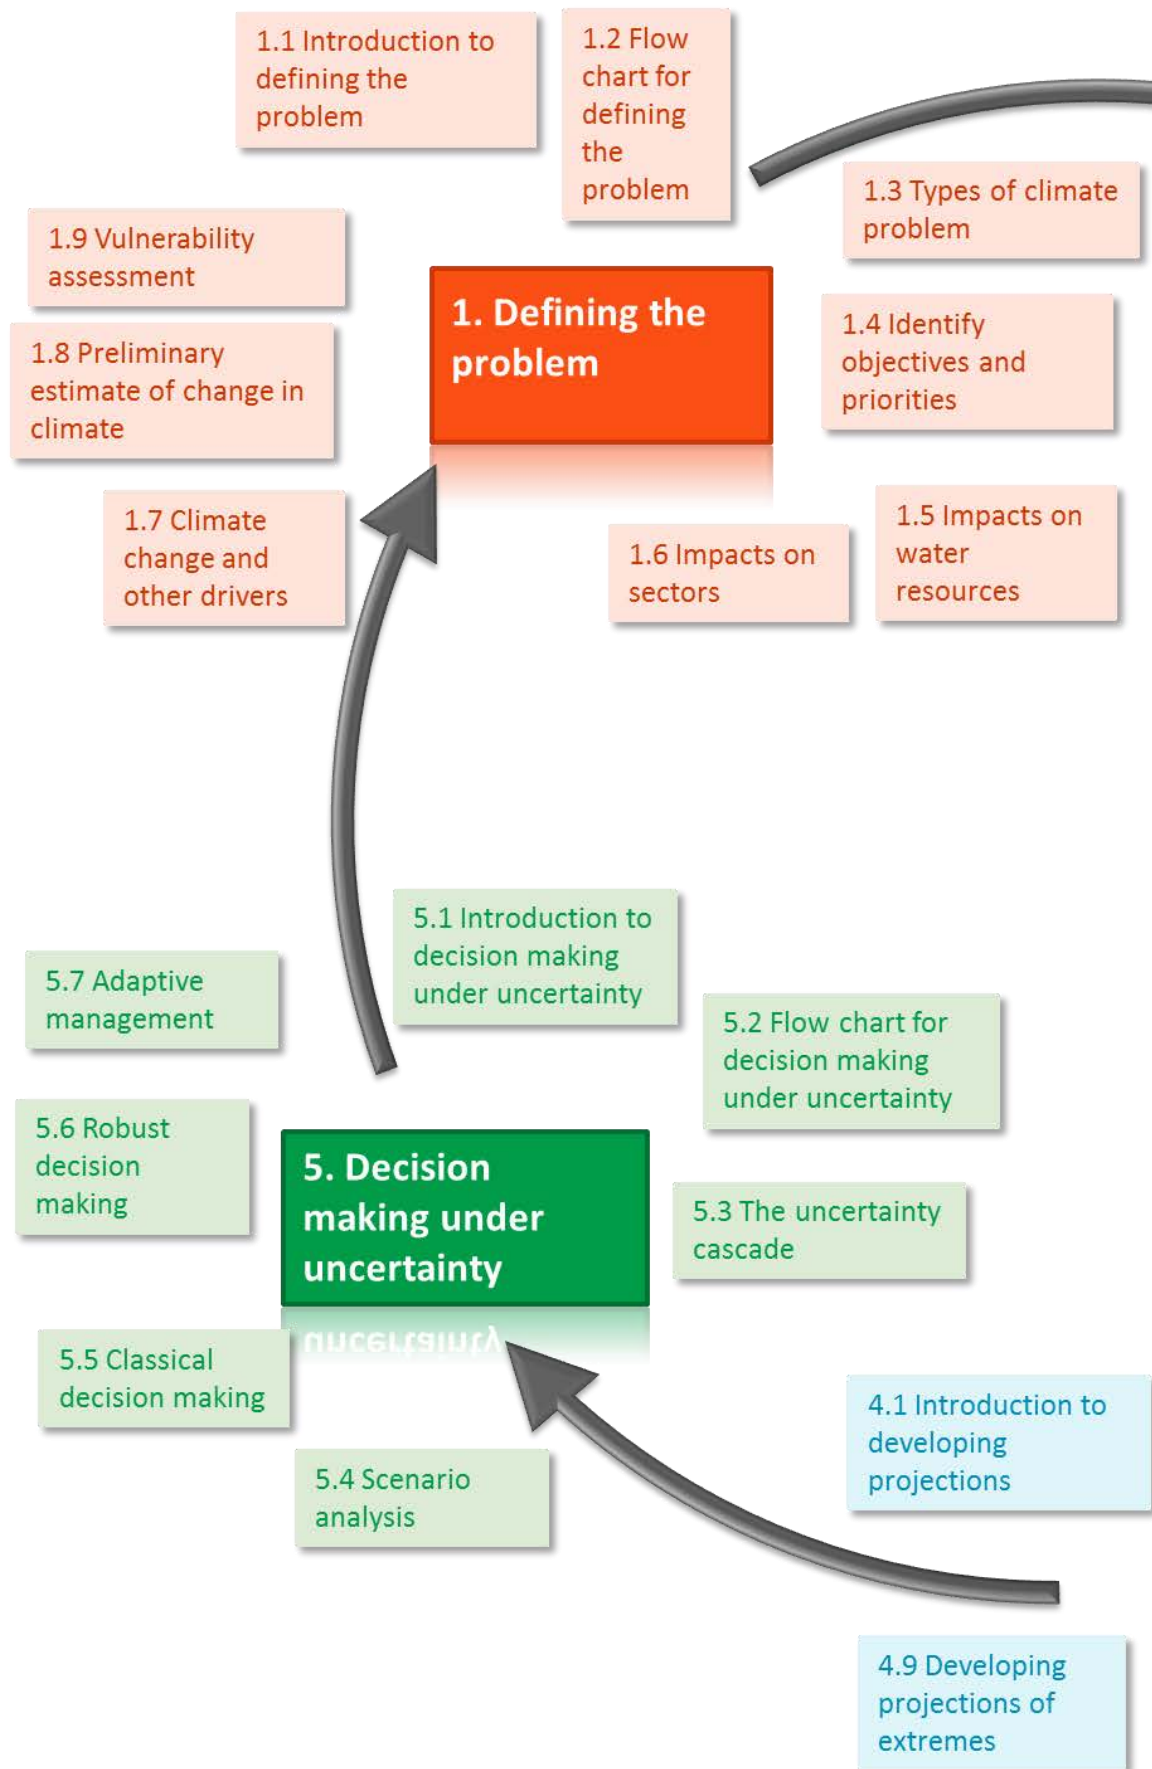 1.1 Introduction to
defining the
problem
1.2 Flow
chart for
defining
the
problem
1.3 Types of climate
problem
1.9 Vulnerability
assessment
1. Defining the
problem
1.4 Identify
objectives and
priorities
1.8 Preliminary
estimate of change in
climate
1.7 Climate
change and
other drivers
1.6 Impacts on
sectors
1.5 Impacts on
water
resources
5.1 Introduction to
decision making
under uncertainty
5.7 Adaptive
management
5.2 Flow chart for
decision making
under uncertainty
5.6 Robust
decision
making
5. Decision
making under
uncertainty
5.3 The uncertainty
cascade
5.5 Classical
decision making
5.4 Scenario
analysis
4.1 Introduction to
developing
projections
4.9 Developing
projections of
extremes